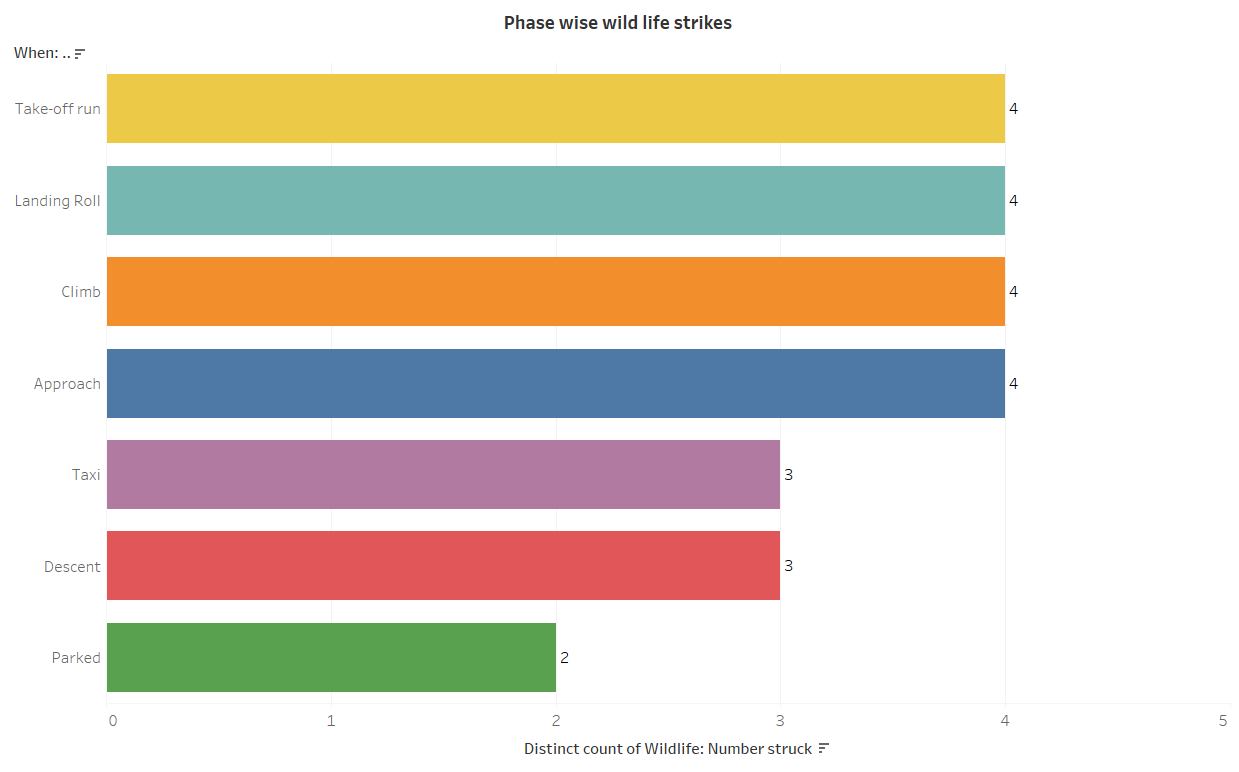 Phase wise wild life strikes
When: ..
Take-off run 4
Landing Roll 4
Climb 4
Approach 4
Taxi 3
Descent 3
Parked 2
0 1 2 3 4 5
Distinct count of Wildlife: Number struck